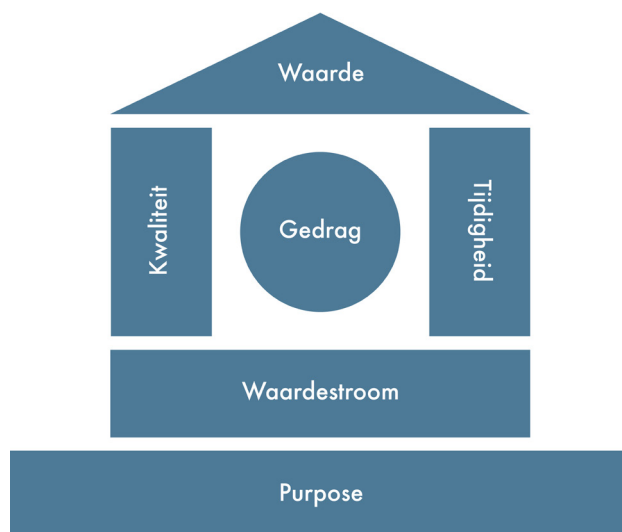 Waarde
Kwaliteit
Gedrag
Tijdigheid
Waardestroom
Purpose